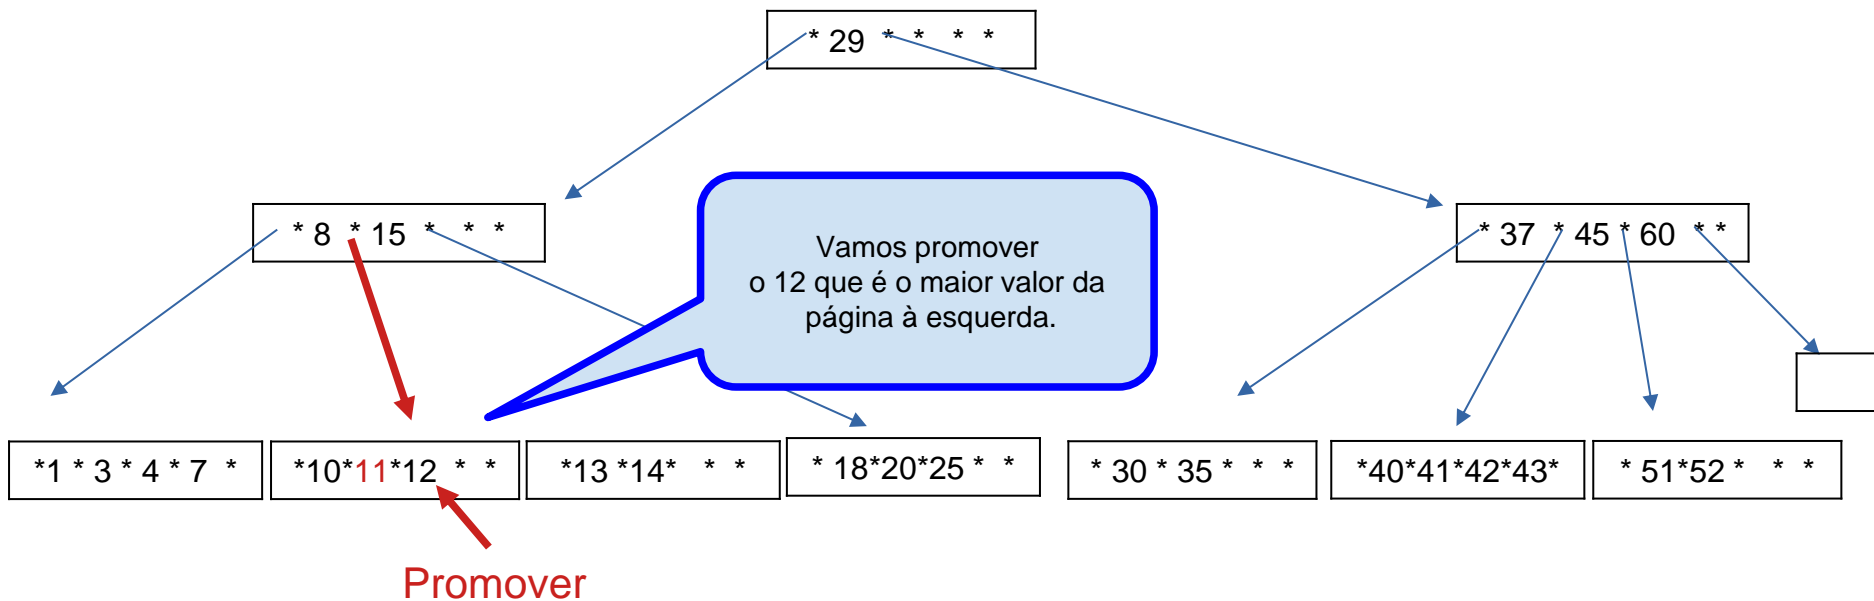 * 29 * * * *
* 8 * 15 * * *
Vamos promover
o 12 que é o maior valor da
página à esquerda.
* 37 * 45 * 60 * *
*1 * 3 * 4 * 7 *
*10*11*12 * *
*13 *14* * *
* 18*20*25 * *
* 30 * 35 * * *
*40*41*42*43*
* 51*52 * * *
Promover